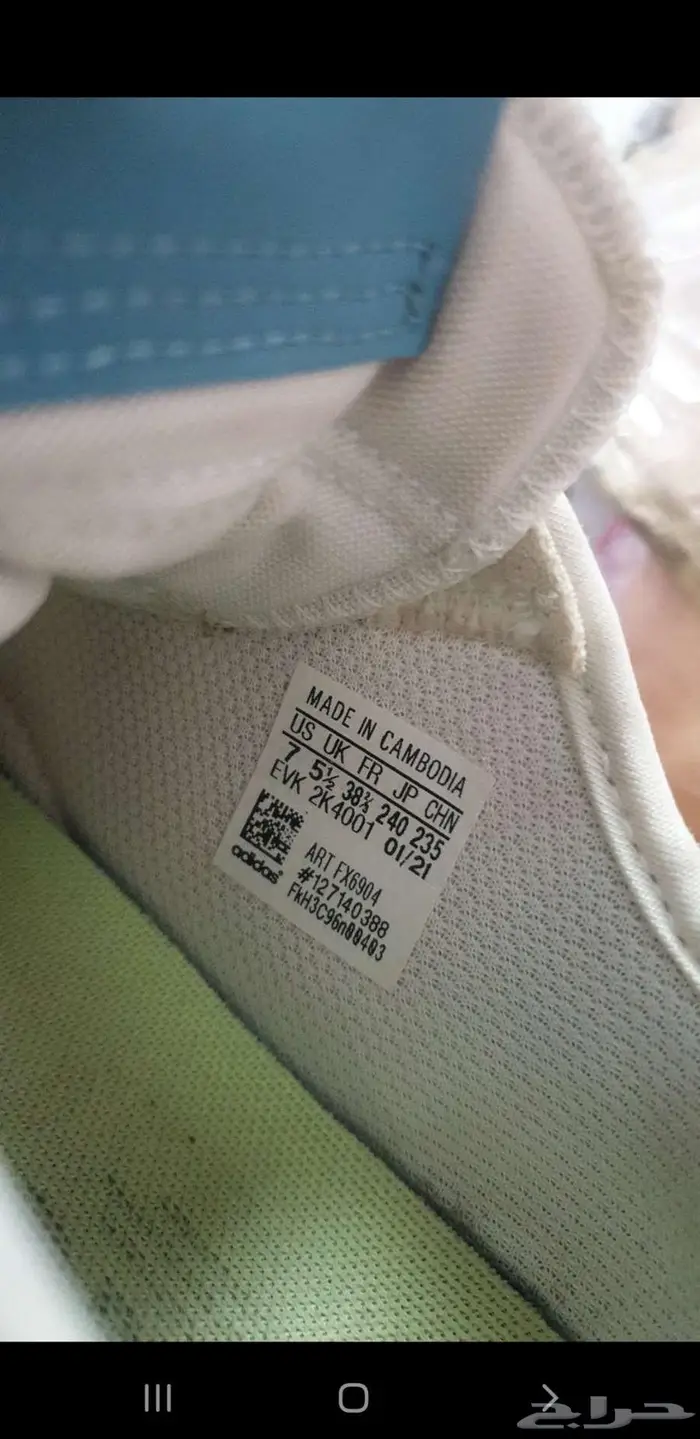 MADE IN CAMBODIA
US UK FR JP CHN
7 5½ 38⅔ 240 235
EVK 2K4001 01/21
ART FX6904
#127140388
FkH3C96n00403
adidas
حراج